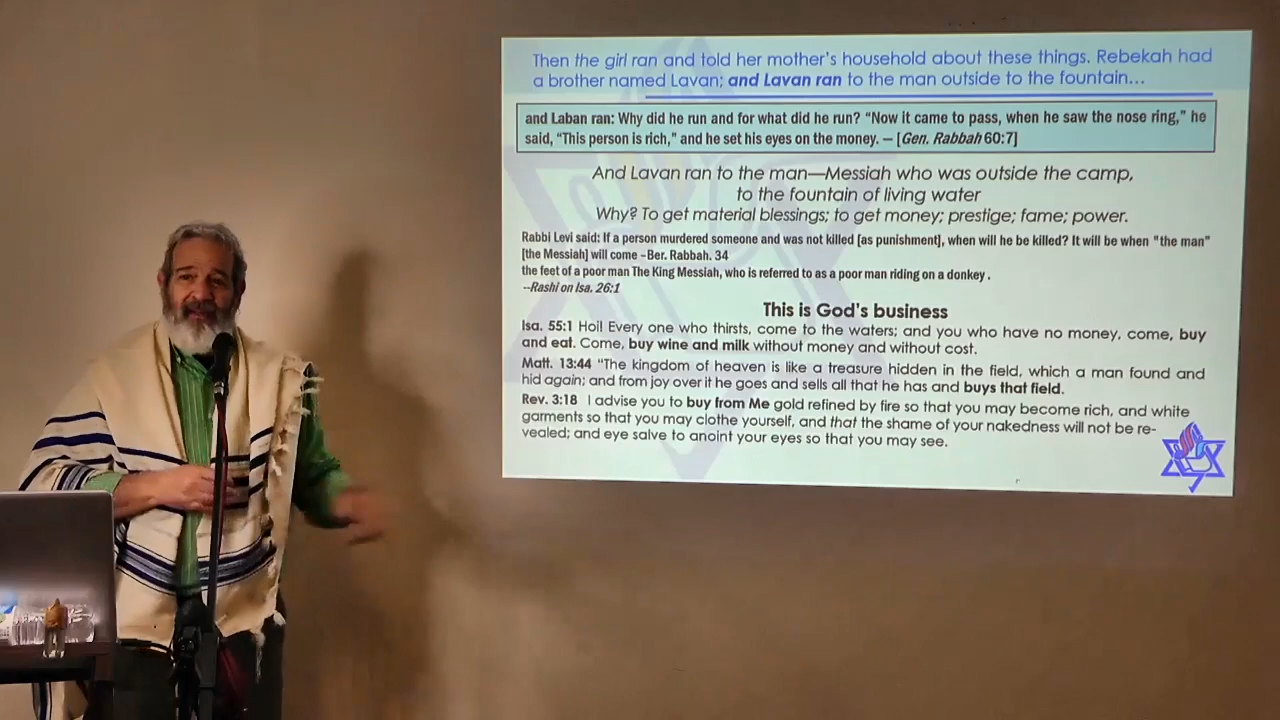 Then the girl ran and told her mother's household about these things. Rebekah had
a brother named Lavan; and Lavan ran to the man outside to the fountain...
and Laban ran: Why did he run and for what did he run? "Now it came to pass, when he saw the nose ring," he
said, "This person is rich," and he set his eyes on the money. — [Gen. Rabbah 60:7]
And Lavan ran to the man—Messiah who was outside the camp,
to the fountain of living water
Why? To get material blessings; to get money; prestige; fame; power.
Rabbi Levi said: If a person murdered someone and was not killed [as punishment], when will he be killed? It will be when "the man"
[the Messiah] will come –Ber. Rabbah. 34
the feet of a poor man The King Messiah, who is referred to as a poor man riding on a donkey .
--Rashi on Isa. 26:1
This is God's business
Isa. 55:1 Hoi! Every one who thirsts, come to the waters; and you who have no money, come, buy
and eat. Come, buy wine and milk without money and without cost.
Matt. 13:44 "The kingdom of heaven is like a treasure hidden in the field, which a man found and
hid again; and from joy over it he goes and sells all that he has and buys that field.
Rev. 3:18 I advise you to buy from Me gold refined by fire so that you may become rich, and white
garments so that you may clothe yourself, and that the shame of your nakedness will not be re-
vealed; and eye salve to anoint your eyes so that you may see.